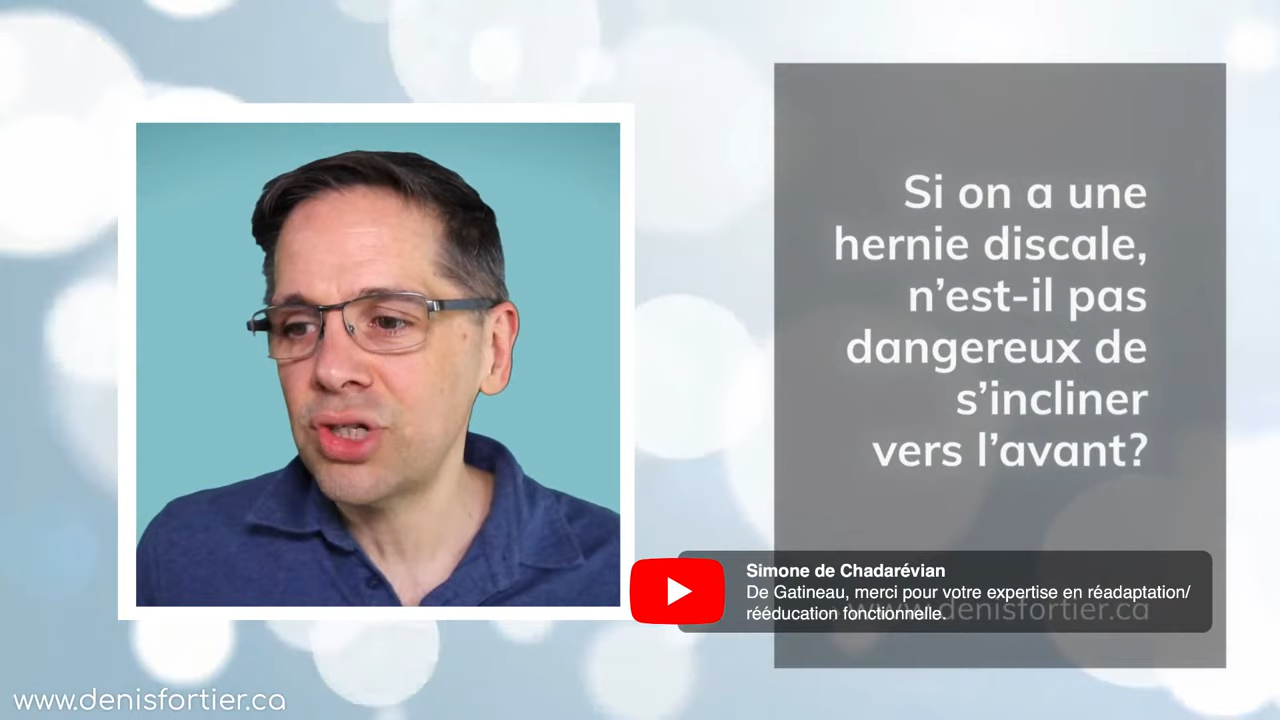 Si on a une
hernie discale,
n'est-il pas
dangereux de
s'incliner
vers l'avant?
Simone de Chadarévian
De Gatineau, merci pour votre expertise en réadaptation/
rééducation fonctionnelle.
www.denisfortier.ca
www.denisfortier.ca